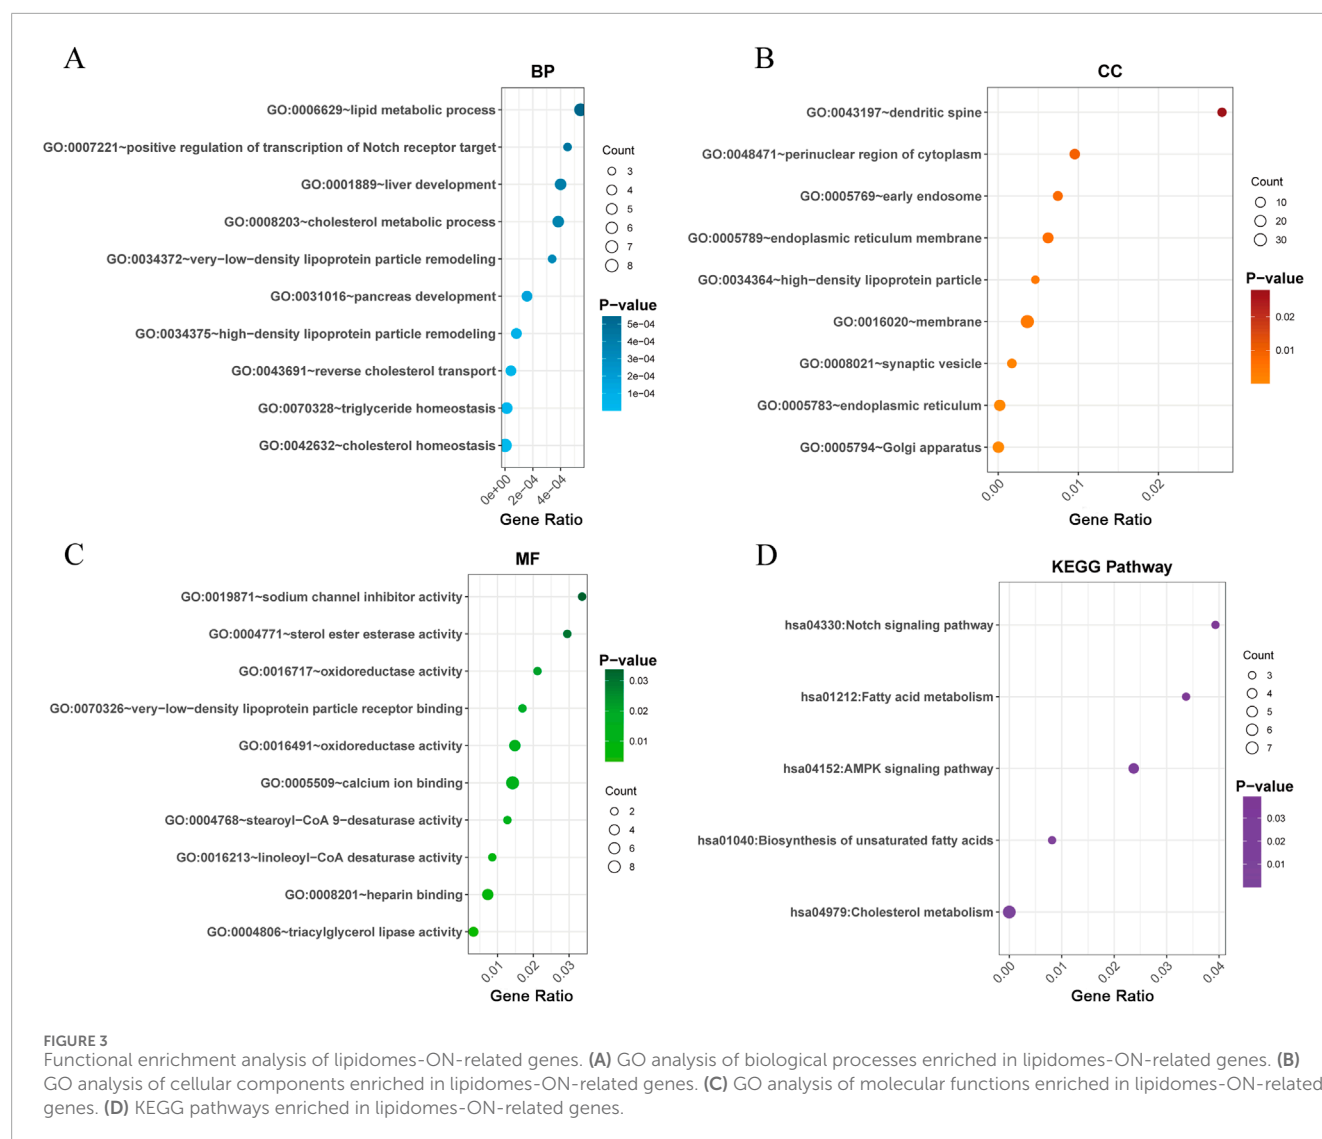 A
BP
GO:0006629~lipid metabolic process
GO:0007221~positive regulation of transcription of Notch receptor target
GO:0001889~liver development
GO:0008203~cholesterol metabolic process
GO:0034372~very−low−density lipoprotein particle remodeling
GO:0031016~pancreas development
GO:0034375~high−density lipoprotein particle remodeling
GO:0043691~reverse cholesterol transport
GO:0070328~triglyceride homeostasis
GO:0042632~cholesterol homeostasis
0e+00
2e−04
4e−04
Gene Ratio
Count
3
4
5
6
7
8
P−value
5e−04
4e−04
3e−04
2e−04
1e−04
B
CC
GO:0043197~dendritic spine
GO:0048471~perinuclear region of cytoplasm
GO:0005769~early endosome
GO:0005789~endoplasmic reticulum membrane
GO:0034364~high−density lipoprotein particle
GO:0016020~membrane
GO:0008021~synaptic vesicle
GO:0005783~endoplasmic reticulum
GO:0005794~Golgi apparatus
0.00
0.01
0.02
Gene Ratio
Count
10
20
30
P−value
0.02
0.01
C
MF
GO:0019871~sodium channel inhibitor activity
GO:0004771~sterol ester esterase activity
GO:0016717~oxidoreductase activity
GO:0070326~very−low−density lipoprotein particle receptor binding
GO:0016491~oxidoreductase activity
GO:0005509~calcium ion binding
GO:0004768~stearoyl−CoA 9−desaturase activity
GO:0016213~linoleoyl−CoA desaturase activity
GO:0008201~heparin binding
GO:0004806~triacylglycerol lipase activity
0.01
0.02
0.03
Gene Ratio
P−value
0.03
0.02
0.01
Count
2
4
6
8
D
KEGG Pathway
hsa04330:Notch signaling pathway
hsa01212:Fatty acid metabolism
hsa04152:AMPK signaling pathway
hsa01040:Biosynthesis of unsaturated fatty acids
hsa04979:Cholesterol metabolism
0.00
0.01
0.02
0.03
0.04
Gene Ratio
Count
3
4
5
6
7
P−value
0.03
0.02
0.01
FIGURE 3
Functional enrichment analysis of lipidomes-ON-related genes. (A) GO analysis of biological processes enriched in lipidomes-ON-related genes. (B)
GO analysis of cellular components enriched in lipidomes-ON-related genes. (C) GO analysis of molecular functions enriched in lipidomes-ON-related
genes. (D) KEGG pathways enriched in lipidomes-ON-related genes.